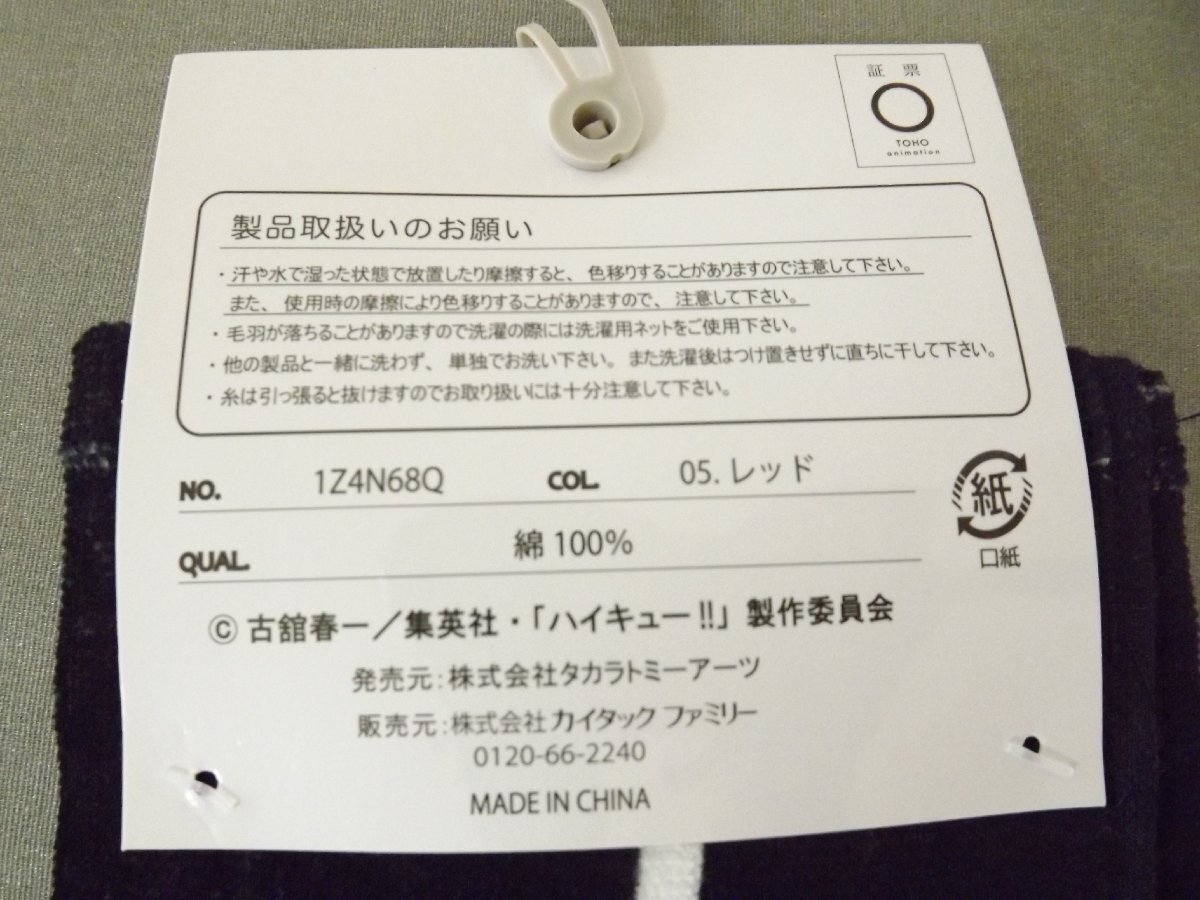 証 票
TOHO
animation
製品取扱いのお願い
・汗や水で湿った状態で放置したり摩擦すると、色移りすることがありますので注意して下さい。
また、使用時の摩擦により色移りすることがありますので、注意して下さい。
・毛羽が落ちることがありますので洗濯の際には洗濯用ネットをご使用下さい。
・他の製品と一緒に洗わず、単独でお洗い下さい。また洗濯後はつけ置きせずに直ちに干して下さい。
・糸は引っ張ると抜けますのでお取り扱いには十分注意して下さい。
NO. 1Z4N68Q COL. 05.レッド
QUAL. 綿100%
紙
口紙
© 古舘春一／集英社・「ハイキュー!!」製作委員会
発売元:株式会社タカラトミーアーツ
販売元:株式会社カイタック ファミリー
0120-66-2240
MADE IN CHINA